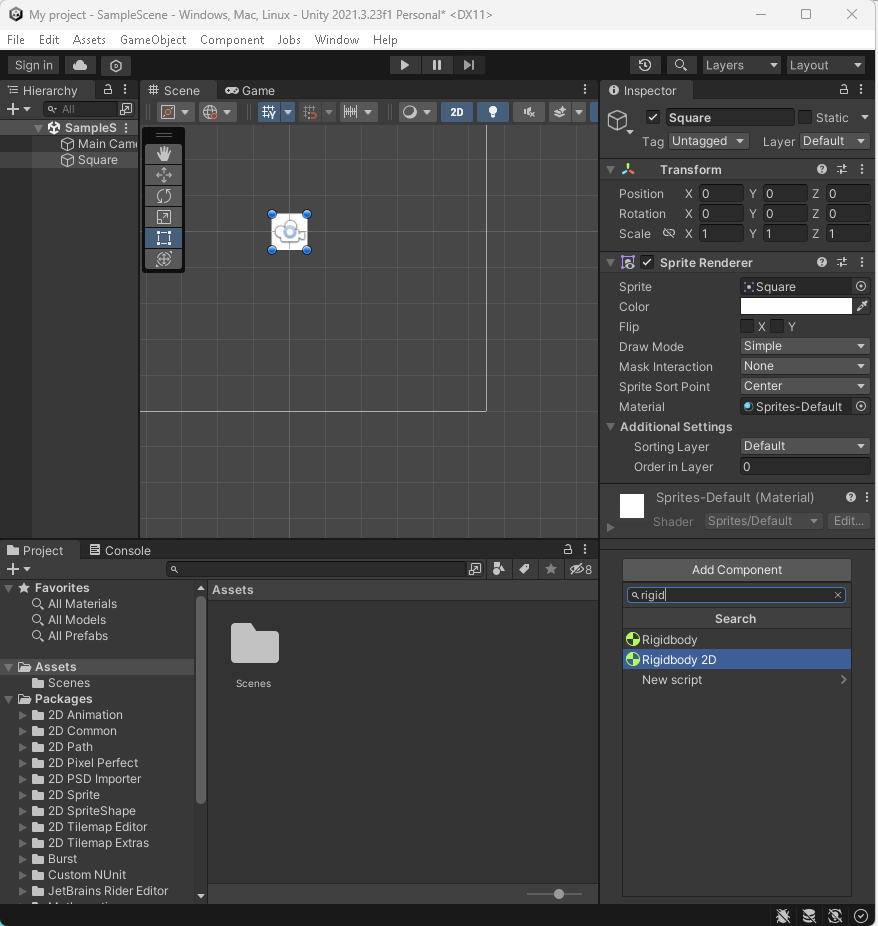 My project - SampleScene - Windows, Mac, Linux - Unity 2021.3.23f1 Personal* <DX11>
File Edit Assets GameObject Component Jobs Window Help
Sign in
Layers
Layout
Hierarchy
All
SampleS
Main Came
Square
Scene
Game
2D
Inspector
Square
Static
Tag Untagged Layer Default
Transform
Position X 0 Y 0 Z 0
Rotation X 0 Y 0 Z 0
Scale X 1 Y 1 Z 1
Sprite Renderer
Sprite Square
Color
Flip X Y
Draw Mode Simple
Mask Interaction None
Sprite Sort Point Center
Material Sprites-Default
Additional Settings
Sorting Layer Default
Order in Layer 0
Sprites-Default (Material)
Shader Sprites/Default Edit...
Add Component
rigid
Search
Rigidbody
Rigidbody 2D
New script
Project
Console
8
Favorites
All Materials
All Models
All Prefabs
Assets
Scenes
Packages
2D Animation
2D Common
2D Path
2D Pixel Perfect
2D PSD Importer
2D Sprite
2D SpriteShape
2D Tilemap Editor
2D Tilemap Extras
Burst
Custom NUnit
JetBrains Rider Editor
Assets
Scenes